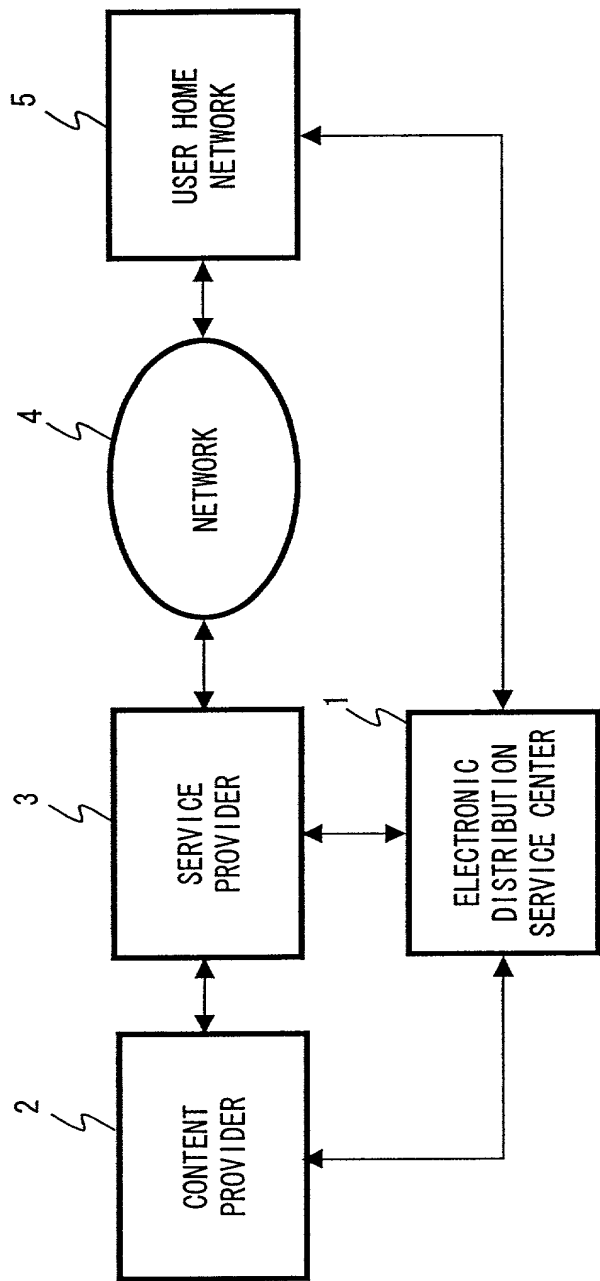 2
CONTENT
PROVIDER
3
SERVICE
PROVIDER
4
NETWORK
5
USER HOME
NETWORK
1
ELECTRONIC
DISTRIBUTION
SERVICE CENTER